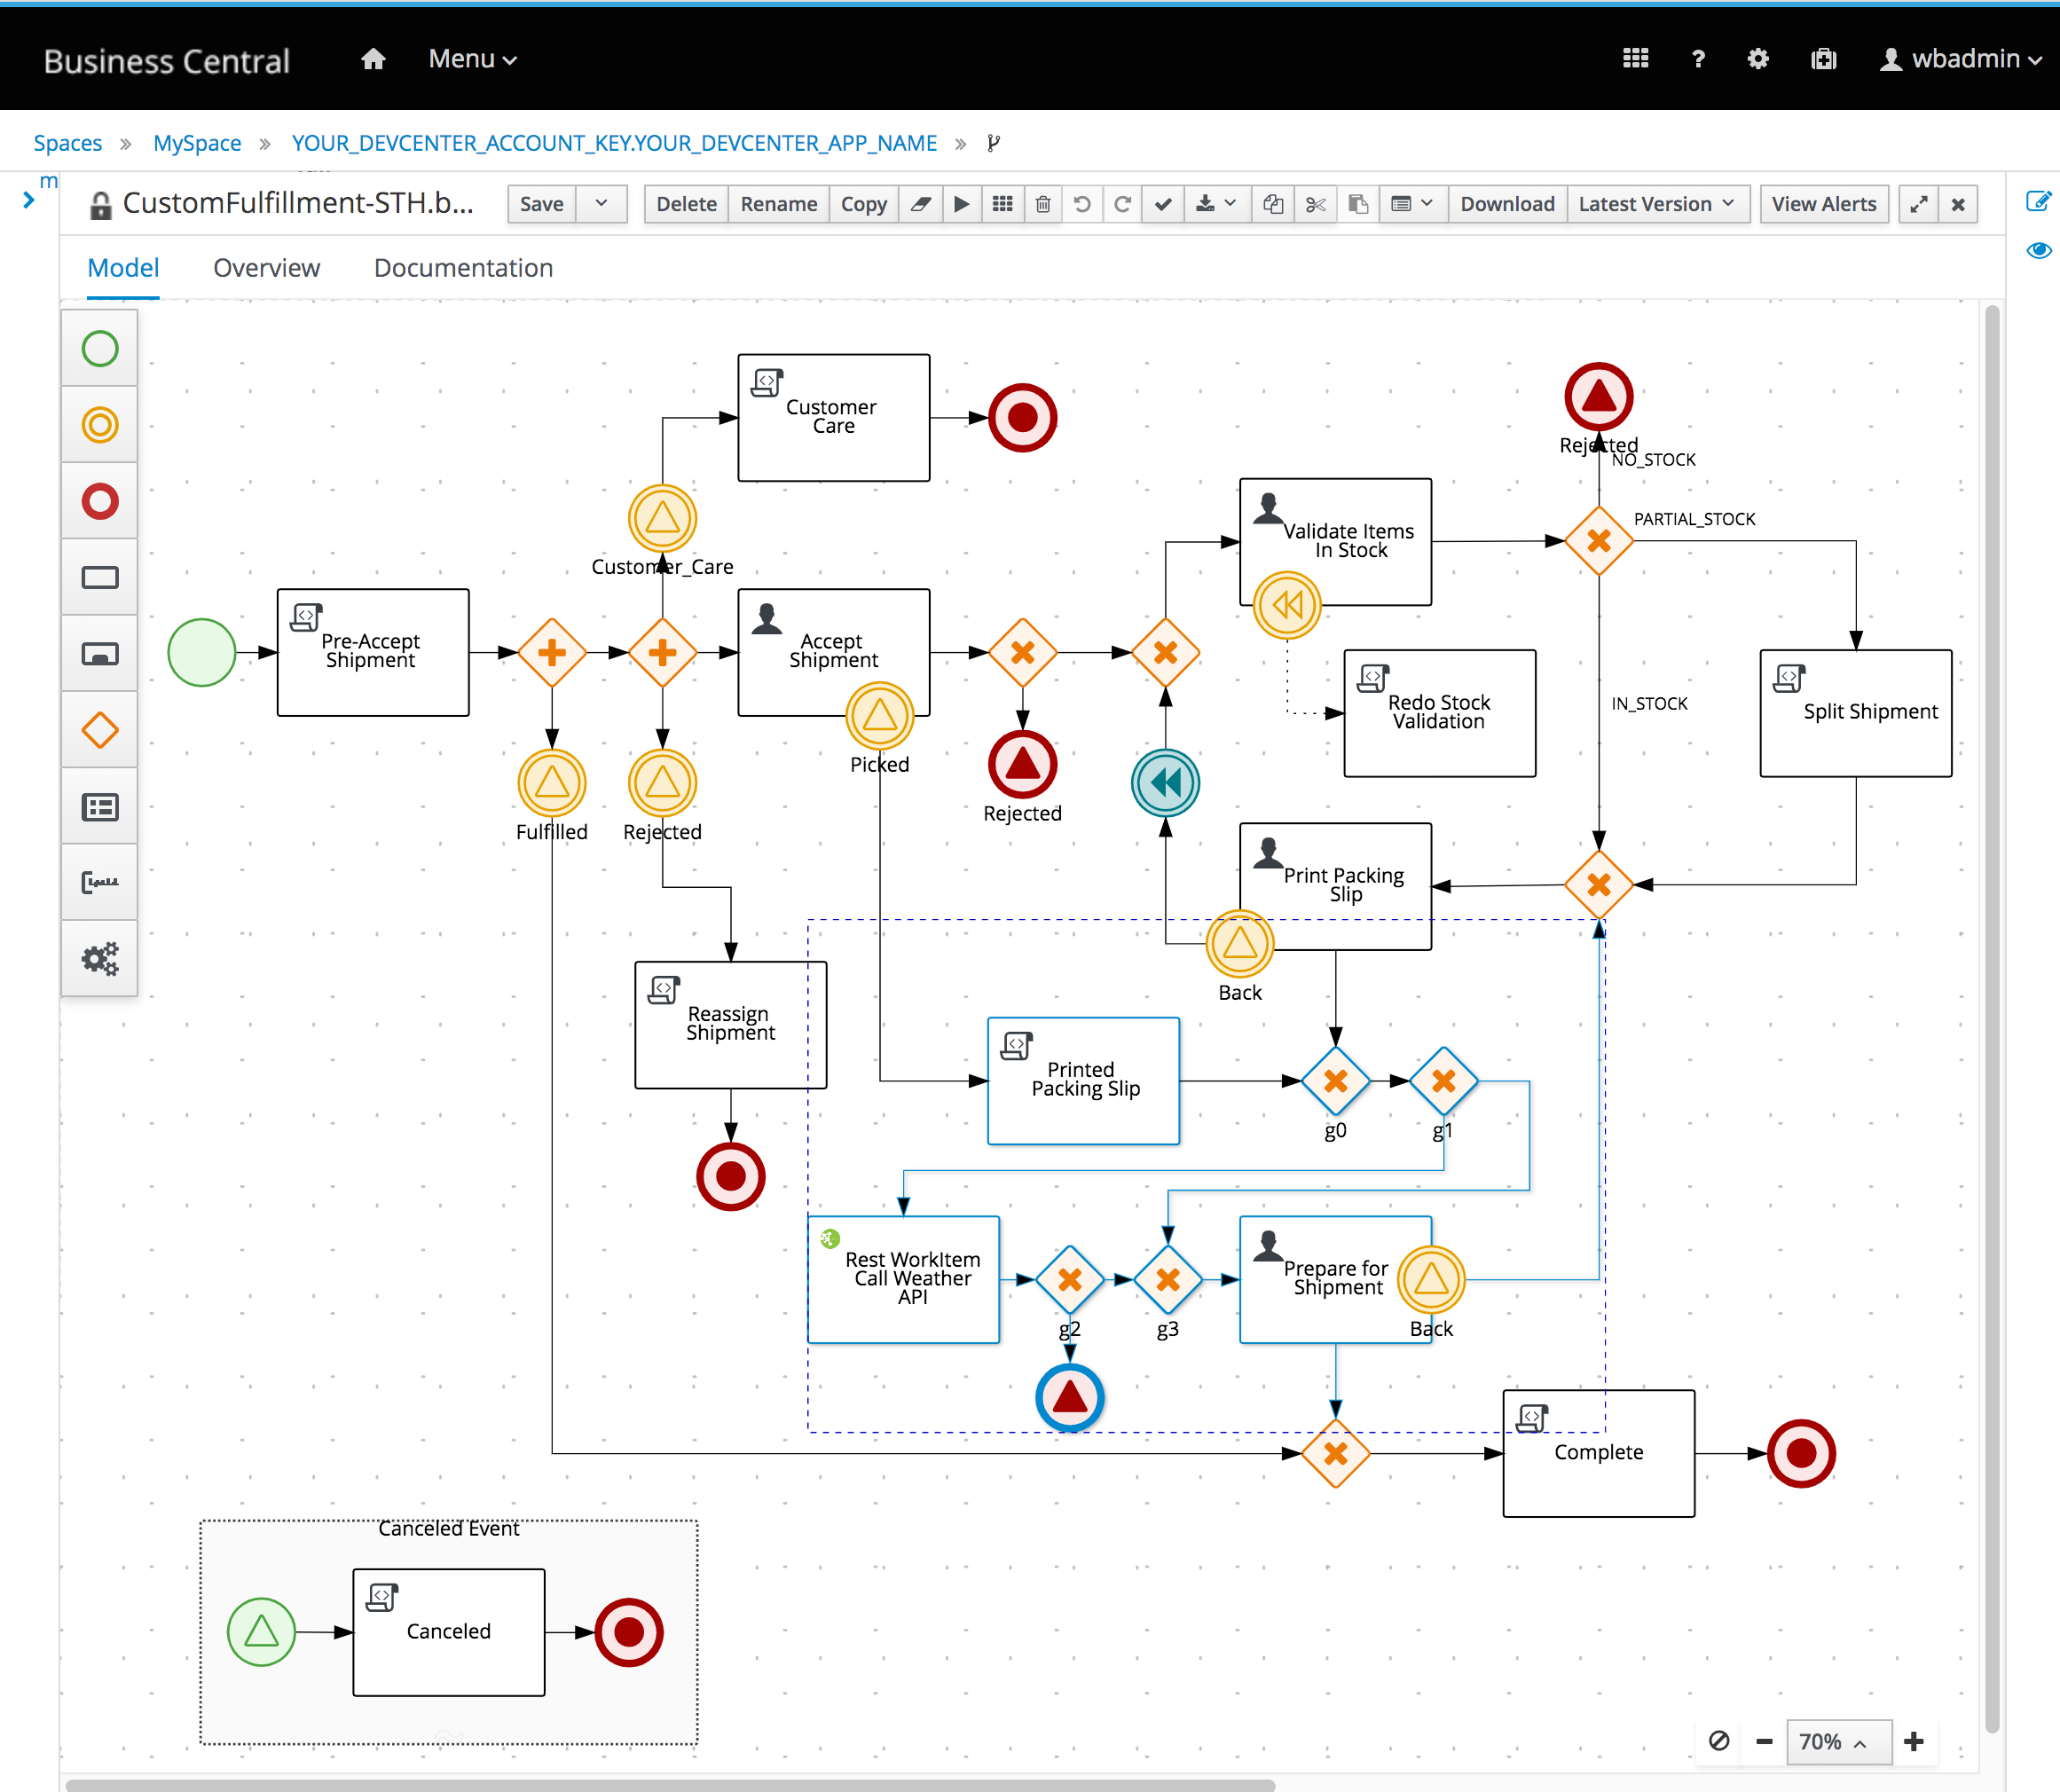 Business Central
Menu
?
wbadmin
Spaces » MySpace » YOUR_DEVCENTER_ACCOUNT_KEY.YOUR_DEVCENTER_APP_NAME »
m
CustomFulfillment-STH.b...
Save
Delete
Rename
Copy
Download
Latest Version
View Alerts
Model
Overview
Documentation
Customer
Care
Rejected
NO_STOCK
PARTIAL_STOCK
Validate Items
In Stock
Customer_Care
Pre-Accept
Shipment
Accept
Shipment
Redo Stock
Validation
IN_STOCK
Split Shipment
Picked
Rejected
Fulfilled
Rejected
Print Packing
Slip
Back
Reassign
Shipment
Printed
Packing Slip
g0
g1
Rest WorkItem
Call Weather
API
Prepare for
Shipment
g2
g3
Back
Complete
Canceled Event
Canceled
70%